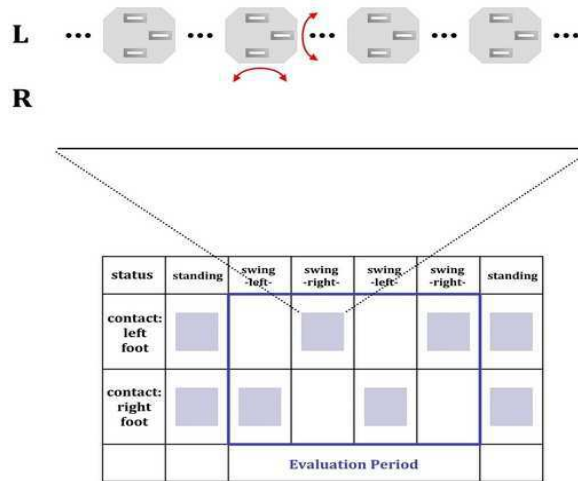 L
R
status standing swing -left- swing -right- swing -left- swing -right- standing
contact: left foot
contact: right foot
Evaluation Period